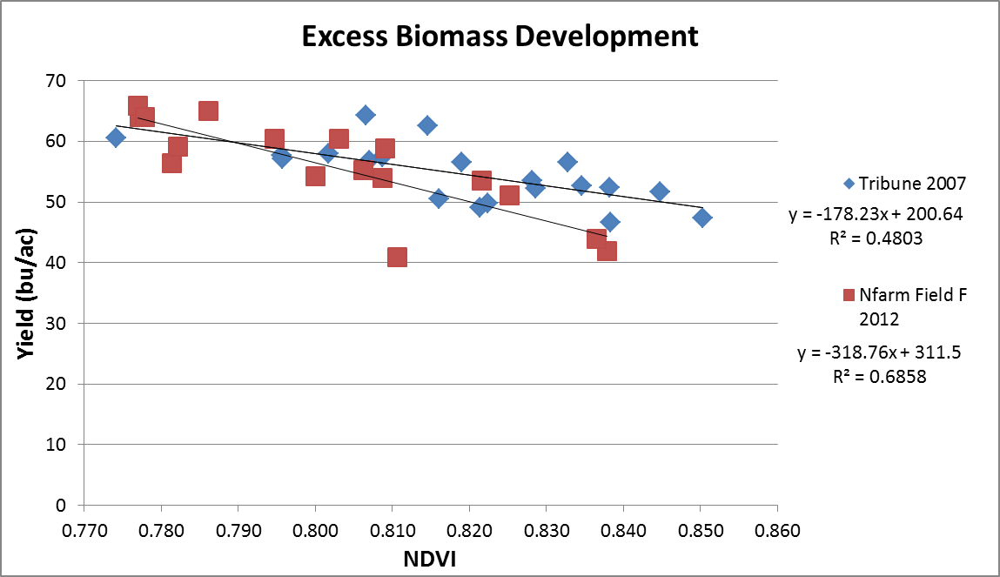 Excess Biomass Development
Yield (bu/ac)
70
60
50
40
30
20
10
0
0.770 0.780 0.790 0.800 0.810 0.820 0.830 0.840 0.850 0.860
NDVI
Tribune 2007
y = -178.23x + 200.64
R² = 0.4803
Nfarm Field F
2012
y = -318.76x + 311.5
R² = 0.6858